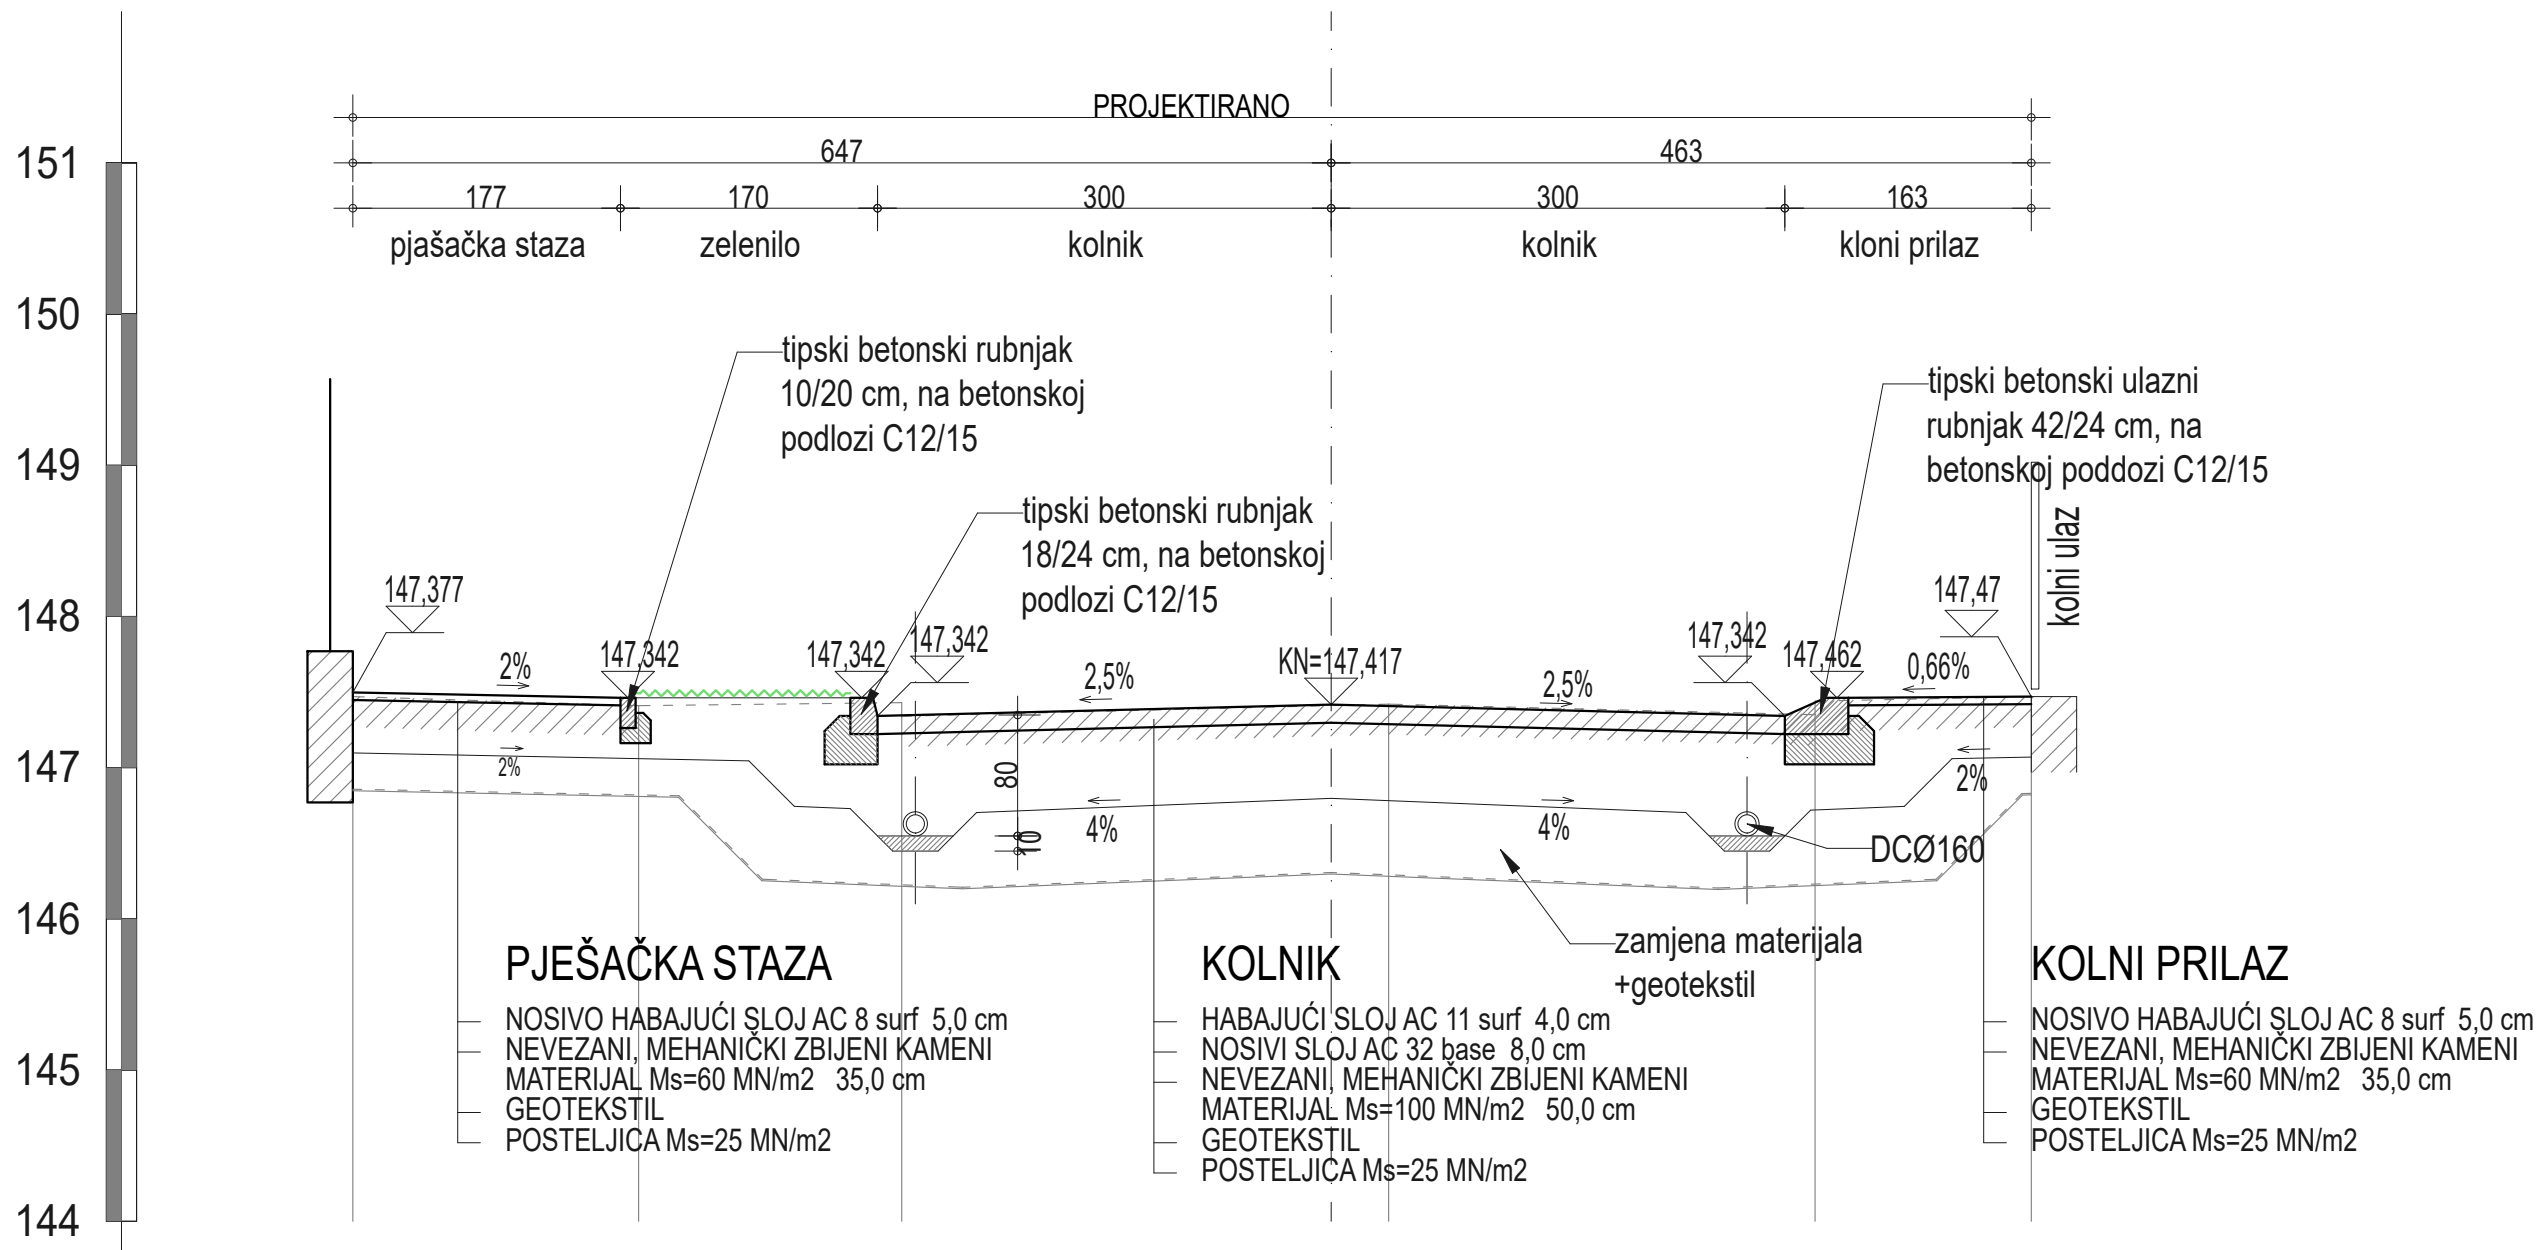 PROJEKTIRANO
647
463
177
170
300
300
163
pjašačka staza
zelenilo
kolnik
kolnik
kloni prilaz
151
150
149
148
147
146
145
144
tipski betonski rubnjak
10/20 cm, na betonskoj
podlozi C12/15
tipski betonski rubnjak
18/24 cm, na betonskoj
podlozi C12/15
tipski betonski ulazni
rubnjak 42/24 cm, na
betonskoj poddozi C12/15
kolni ulaz
147,377
147,342
147,342
147,342
KN=147,417
147,342
147,462
147,47
2%
2,5%
2,5%
0,66%
2%
80
10
4%
4%
2%
DCØ160
zamjena materijala
+geotekstil
PJEŠAČKA STAZA
NOSIVO HABAJUĆI SLOJ AC 8 surf 5,0 cm
NEVEZANI, MEHANIČKI ZBIJENI KAMENI
MATERIJAL Ms=60 MN/m2 35,0 cm
GEOTEKSTIL
POSTELJICA Ms=25 MN/m2
KOLNIK
HABAJUĆI SLOJ AC 11 surf 4,0 cm
NOSIVI SLOJ AC 32 base 8,0 cm
NEVEZANI, MEHANIČKI ZBIJENI KAMENI
MATERIJAL Ms=100 MN/m2 50,0 cm
GEOTEKSTIL
POSTELJICA Ms=25 MN/m2
KOLNI PRILAZ
NOSIVO HABAJUĆI SLOJ AC 8 surf 5,0 cm
NEVEZANI, MEHANIČKI ZBIJENI KAMENI
MATERIJAL Ms=60 MN/m2 35,0 cm
GEOTEKSTIL
POSTELJICA Ms=25 MN/m2